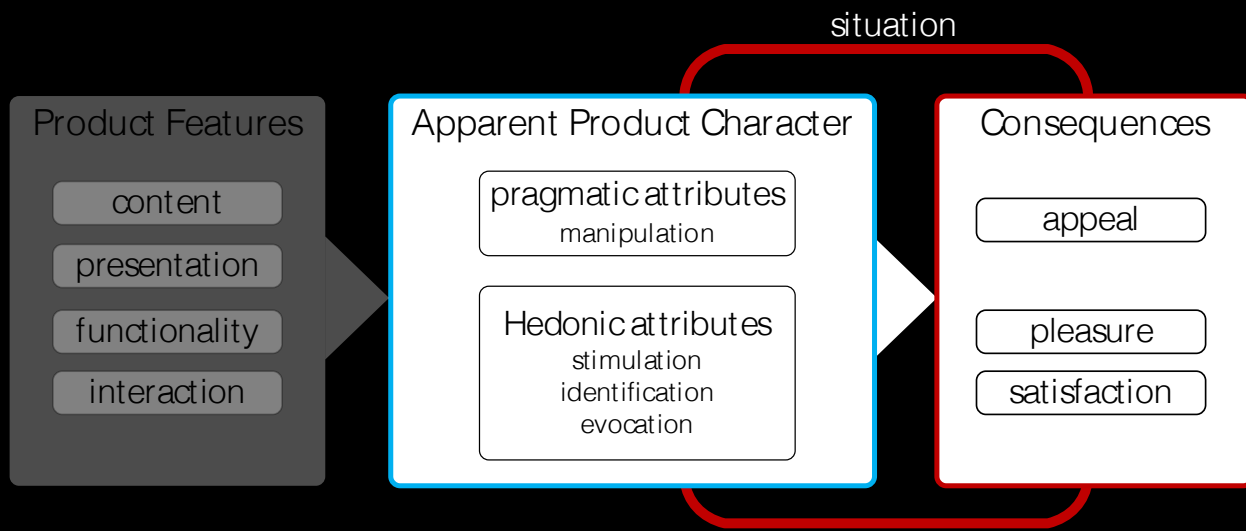 situation
Product Features
content
presentation
functionality
interaction
Apparent Product Character
pragmatic attributes
manipulation
Hedonic attributes
stimulation
identification
evocation
Consequences
appeal
pleasure
satisfaction